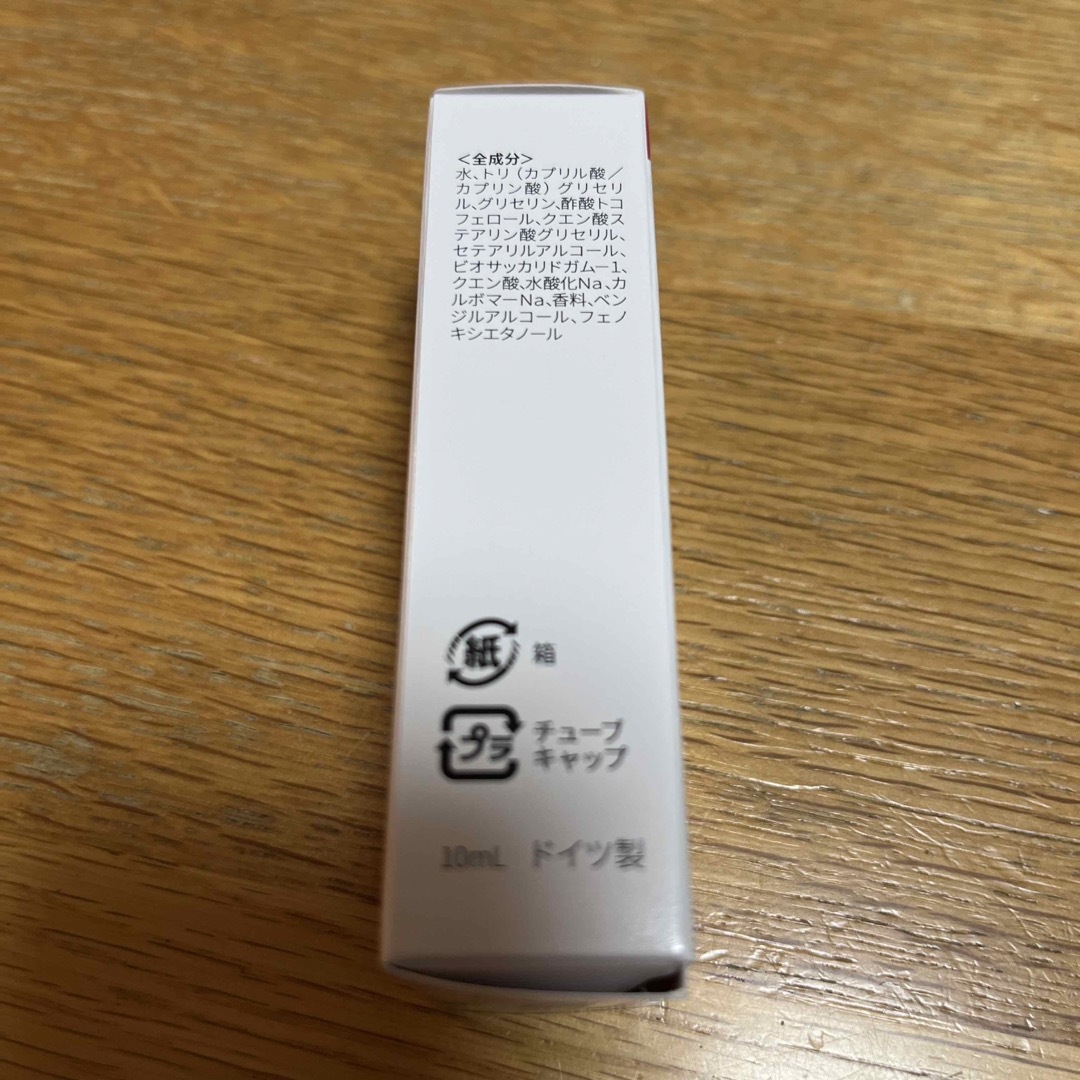 ＜全成分＞
水、トリ（カプリル酸／
カプリン酸）グリセリ
ル、グリセリン、酢酸トコ
フェロール、クエン酸ス
テアリン酸グリセリル、
セテアリルアルコール、
ビオサッカリドガムー1、
クエン酸、水酸化Na、カ
ルボマーNa、香料、ベン
ジルアルコール、フェノ
キシエタノール
紙 箱
プラ チューブ
キャップ
10mL ドイツ製